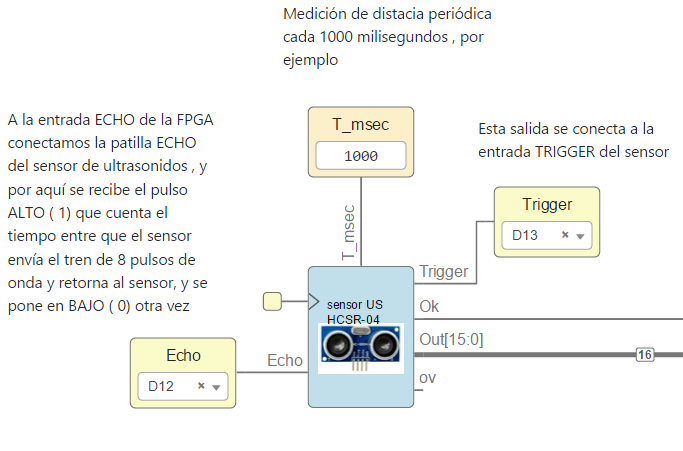 Medición de distacia periódica
cada 1000 milisegundos , por
ejemplo
A la entrada ECHO de la FPGA
conectamos la patilla ECHO
del sensor de ultrasonidos , y
por aquí se recibe el pulso
ALTO ( 1) que cuenta el
tiempo entre que el sensor
envía el tren de 8 pulsos de
onda y retorna al sensor, y se
pone en BAJO ( 0) otra vez
T_msec
1000
Esta salida se conecta a la
entrada TRIGGER del sensor
Trigger
D13
T_msec
Trigger
sensor US
HCSR-04
Ok
Out[15:0]
16
ov
Echo
D12
Echo